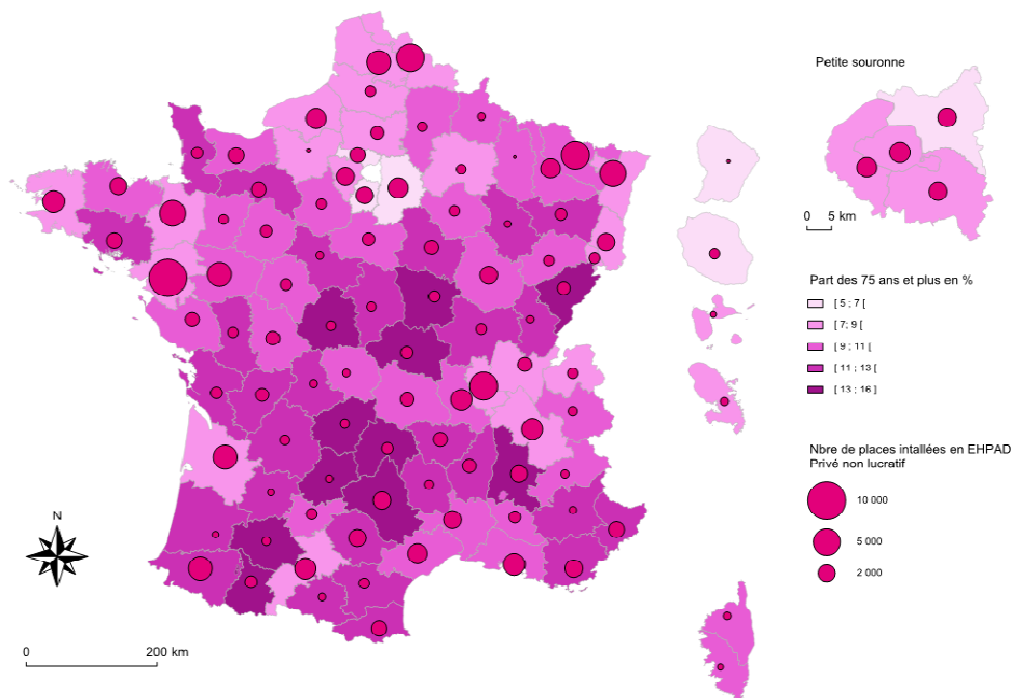 Petite souronne
0 5 km
Part des 75 ans et plus en %
[ 5 ; 7 [
[ 7; 9 [
[ 9 ; 11 [
[ 11 ; 13 [
[ 13 ; 16 ]
Nbre de places intallées en EHPAD
Privé non lucratif
10 000
5 000
2 000
N
0 200 km